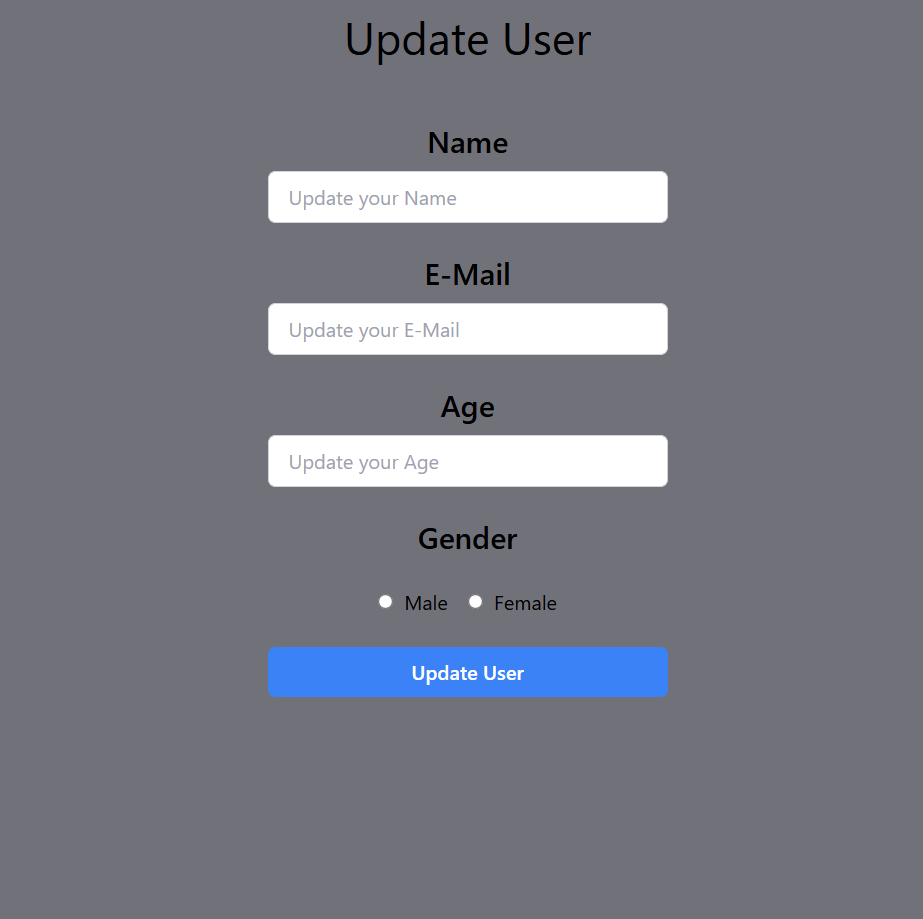 Update User
Name
Update your Name
E-Mail
Update your E-Mail
Age
Update your Age
Gender
Male Female
Update User